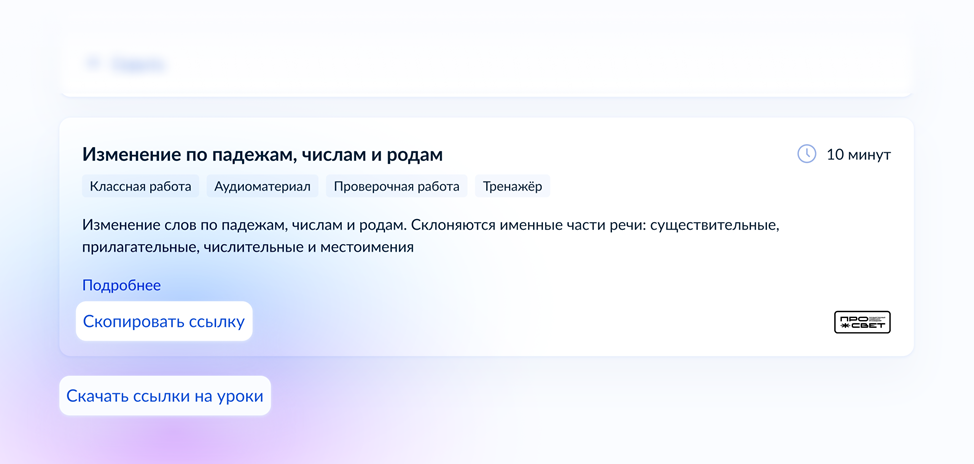 Изменение по падежам, числам и родам
10 минут
Классная работа Аудиоматериал Проверочная работа Тренажёр
Изменение слов по падежам, числам и родам. Склоняются именные части речи: существительные,
прилагательные, числительные и местоимения
Подробнее
Скопировать ссылку
ПРО
СВЕТ
Скачать ссылки на уроки